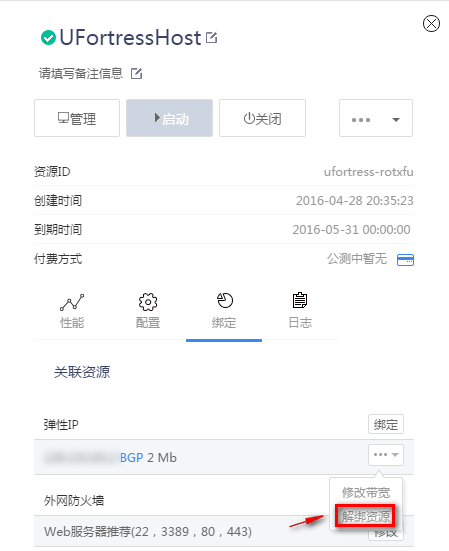 UFortressHost
请填写备注信息
管理 启动 关闭
资源ID ufortress-rotxfu
创建时间 2016-04-28 20:35:23
到期时间 2016-05-31 00:00:00
付费方式 公测中暂无
性能 配置 绑定 日志
关联资源
弹性IP 绑定
BGP 2 Mb
修改带宽
外网防火墙
解绑资源
Web服务器推荐(22，3389，80，443) 修改